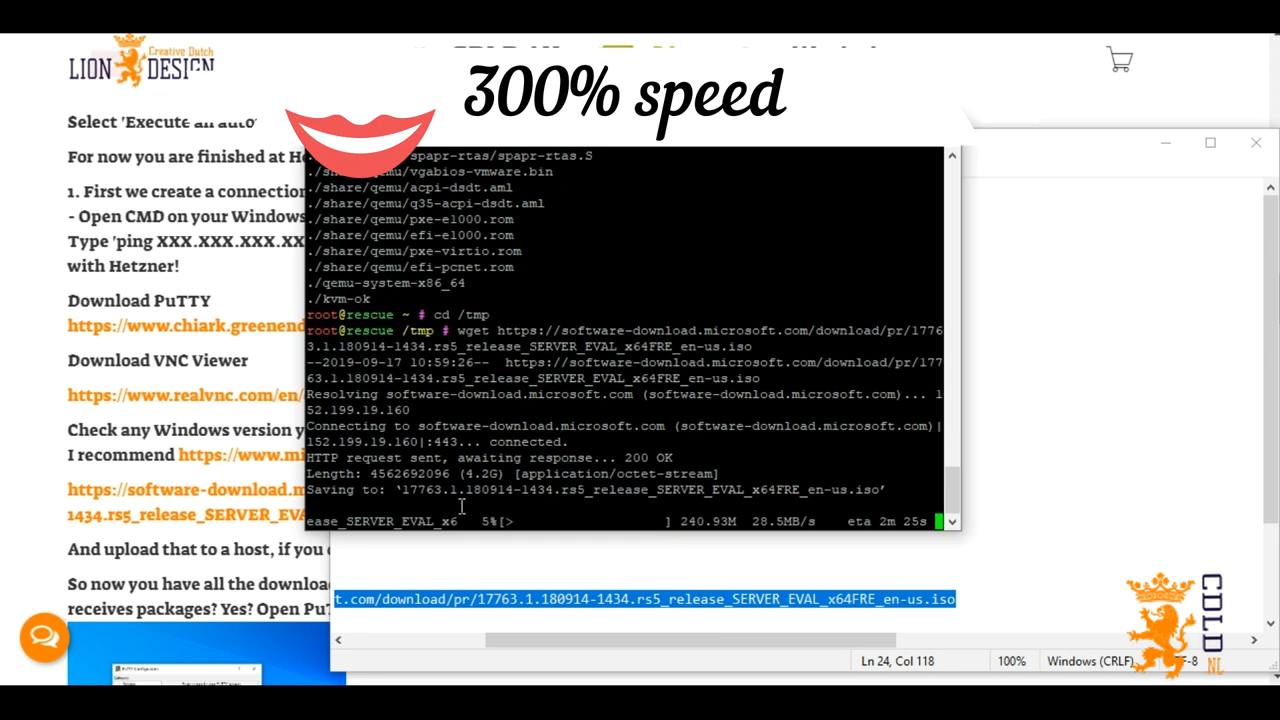 Creative Dutch
LION DESIGN
300% speed
Select 'Execute an auto
For now you are finished at He
1. First we create a connection
- Open CMD on your Windows
Type 'ping XXX.XXX.XXX.XX
with Hetzner!
Download PuTTY
https://www.chiark.greenend
Download VNC Viewer
https://www.realvnc.com/en/
Check any Windows version y
I recommend https://www.mi
https://software-download.m
1434.rs5_release_SERVER_EVA
And upload that to a host, if you
So now you have all the downloa
receives packages? Yes? Open PuT
spapr-rtas/spapr-rtas.S
./share/qemu/vgabios-vmware.bin
./share/qemu/acpi-dsdt.aml
./share/qemu/q35-acpi-dsdt.aml
./share/qemu/pxe-e1000.rom
./share/qemu/efi-e1000.rom
./share/qemu/pxe-virtio.rom
./share/qemu/efi-pcnet.rom
./qemu-system-x86_64
./kvm-ok
root@rescue ~ # cd /tmp
root@rescue /tmp # wget https://software-download.microsoft.com/download/pr/1776
3.1.180914-1434.rs5_release_SERVER_EVAL_x64FRE_en-us.iso
--2019-09-17 10:59:26-- https://software-download.microsoft.com/download/pr/177
63.1.180914-1434.rs5_release_SERVER_EVAL_x64FRE_en-us.iso
Resolving software-download.microsoft.com (software-download.microsoft.com)... 1
52.199.19.160
Connecting to software-download.microsoft.com (software-download.microsoft.com)|
152.199.19.160|:443... connected.
HTTP request sent, awaiting response... 200 OK
Length: 4562692096 (4.2G) [application/octet-stream]
Saving to: ‘17763.1.180914-1434.rs5_release_SERVER_EVAL_x64FRE_en-us.iso’
ease_SERVER_EVAL_x6 5%[> ] 240.93M 28.5MB/s eta 2m 25s
t.com/download/pr/17763.1.180914-1434.rs5_release_SERVER_EVAL_x64FRE_en-us.iso
Ln 24, Col 118 100% Windows (CRLF)
CDLD
NL